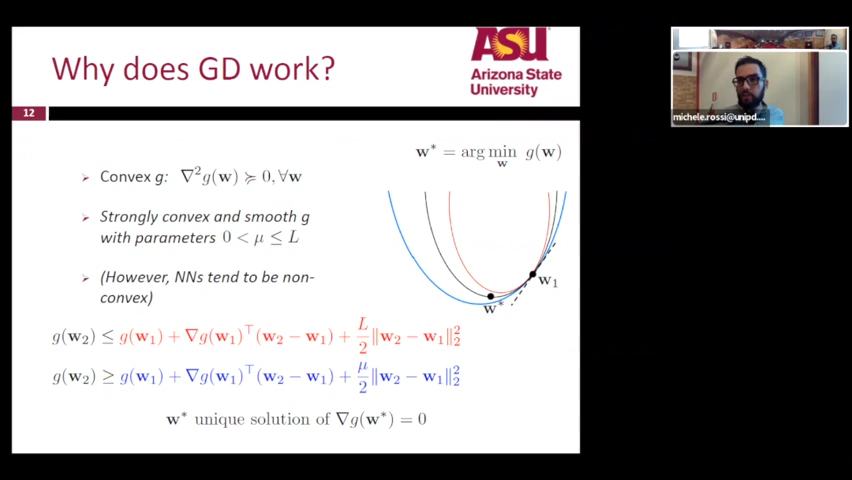 Why does GD work?
ASU
Arizona State
University
12
w* = arg min_w g(w)
➢ Convex g: ∇²g(w) ≽ 0, ∀w
➢ Strongly convex and smooth g
with parameters 0 < μ ≤ L
➢ (However, NNs tend to be non-
convex)
w₁
w*
g(w₂) ≤ g(w₁) + ∇g(w₁)ᵀ(w₂ − w₁) + L/2 ‖w₂ − w₁‖₂²
g(w₂) ≥ g(w₁) + ∇g(w₁)ᵀ(w₂ − w₁) + μ/2 ‖w₂ − w₁‖₂²
w* unique solution of ∇g(w*) = 0
michele.rossi@unipd....